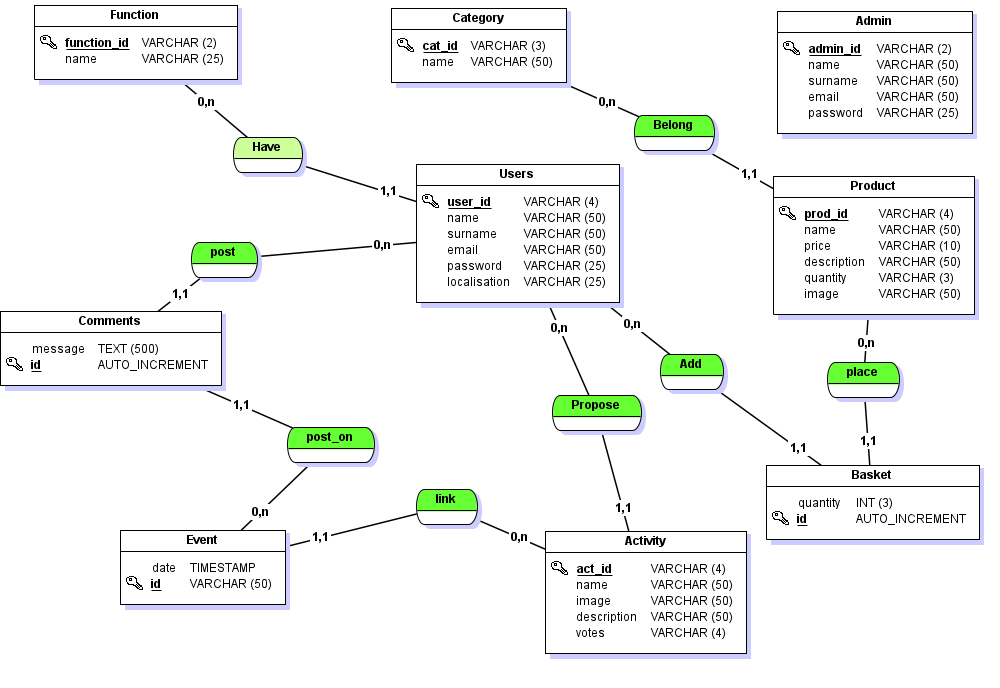 Function
function_id VARCHAR (2)
name VARCHAR (25)
Category
cat_id VARCHAR (3)
name VARCHAR (50)
Admin
admin_id VARCHAR (2)
name VARCHAR (50)
surname VARCHAR (50)
email VARCHAR (50)
password VARCHAR (25)
0,n
0,n
Belong
Have
1,1
1,1
Users
user_id VARCHAR (4)
name VARCHAR (50)
surname VARCHAR (50)
email VARCHAR (50)
password VARCHAR (25)
localisation VARCHAR (25)
Product
prod_id VARCHAR (4)
name VARCHAR (50)
price VARCHAR (10)
description VARCHAR (50)
quantity VARCHAR (3)
image VARCHAR (50)
post
0,n
1,1
Comments
message TEXT (500)
id AUTO_INCREMENT
0,n
0,n
0,n
Add
place
1,1
Propose
post_on
1,1
1,1
Basket
quantity INT (3)
id AUTO_INCREMENT
link
0,n
1,1
1,1
0,n
Event
date TIMESTAMP
id VARCHAR (50)
Activity
act_id VARCHAR (4)
name VARCHAR (50)
image VARCHAR (50)
description VARCHAR (50)
votes VARCHAR (4)